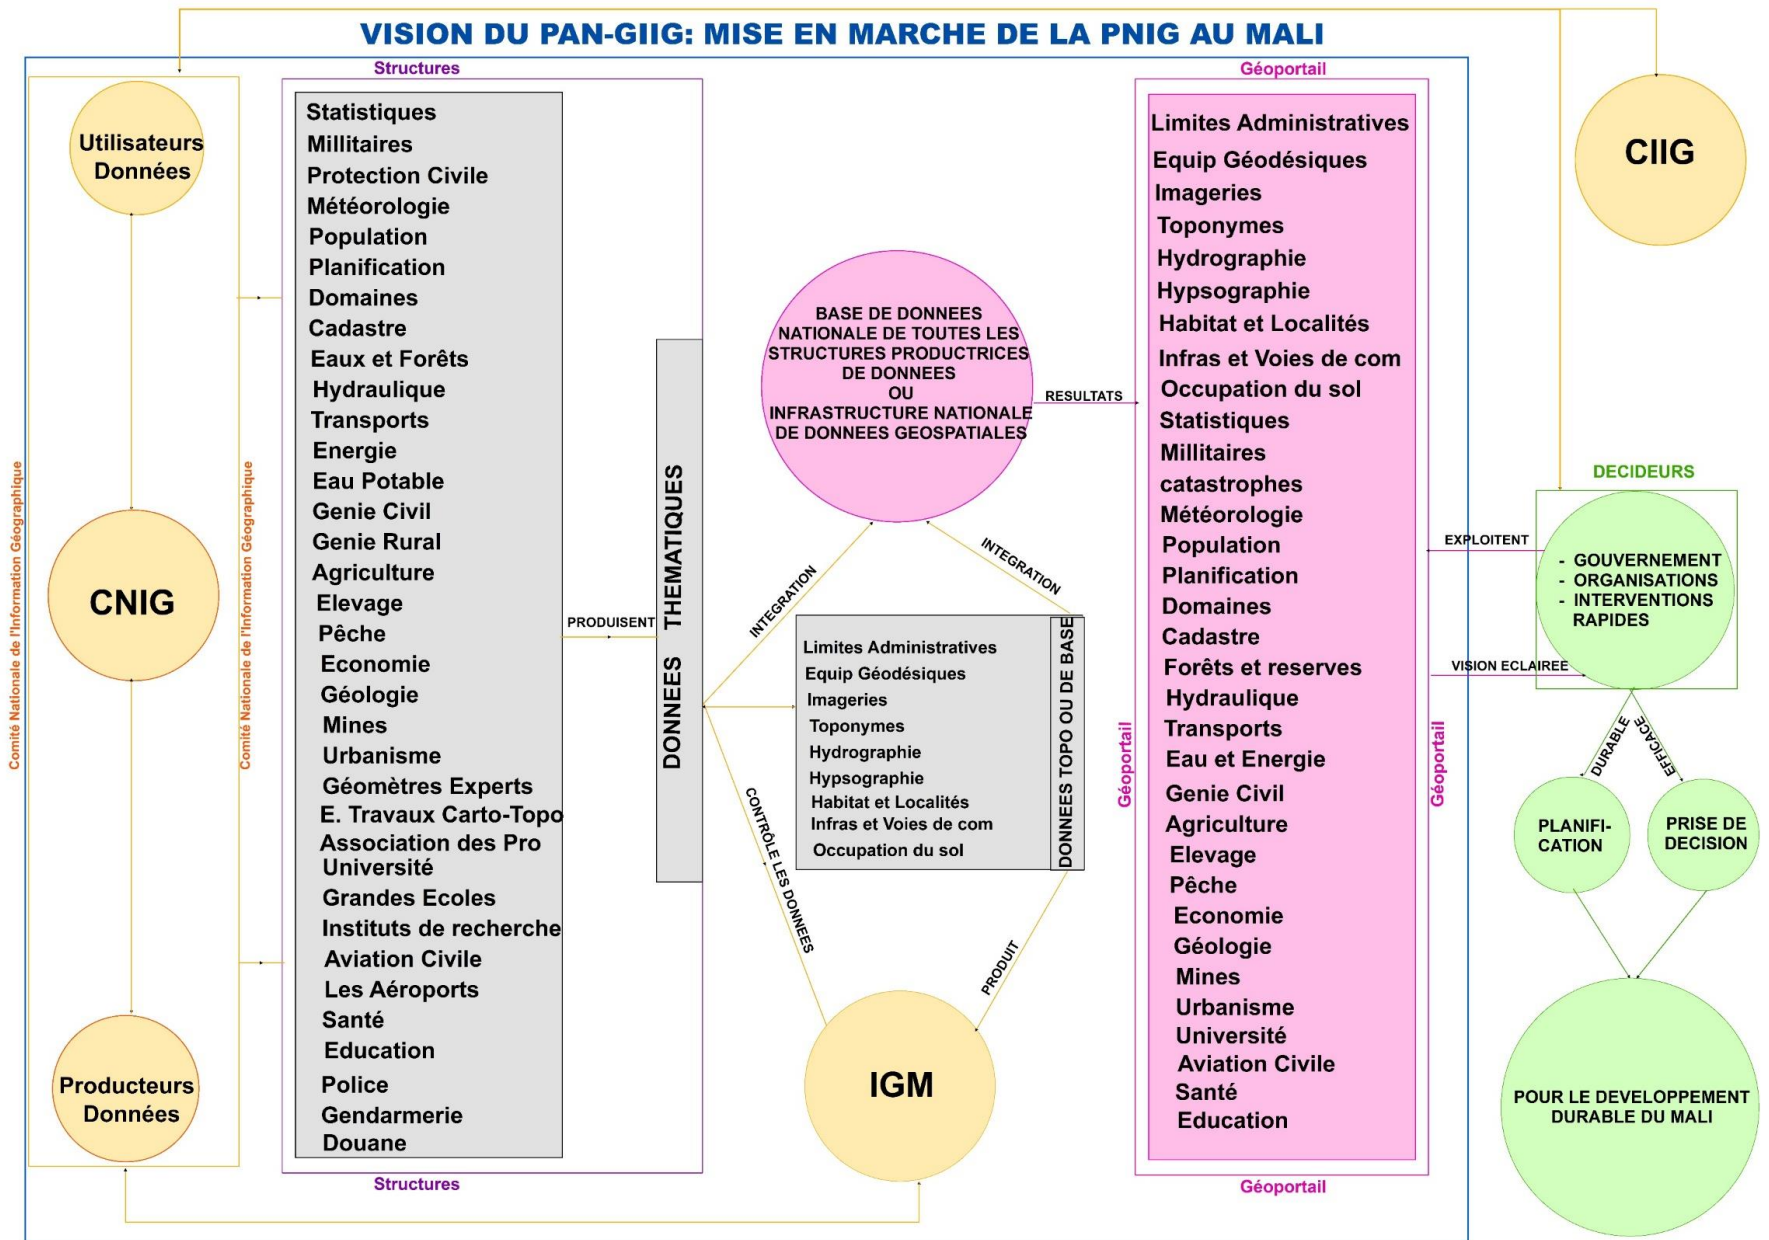 VISION DU PAN-GIIG: MISE EN MARCHE DE LA PNIG AU MALI
Comité Nationale de l'Information Géographique
Utilisateurs
Données
CNIG
Producteurs
Données
Comité Nationale de l'Information Géographique
Structures
Statistiques
Millitaires
Protection Civile
Météorologie
Population
Planification
Domaines
Cadastre
Eaux et Forêts
Hydraulique
Transports
Energie
Eau Potable
Genie Civil
Genie Rural
Agriculture
Elevage
Pêche
Economie
Géologie
Mines
Urbanisme
Géomètres Experts
E. Travaux Carto-Topo
Association des Pro
Université
Grandes Ecoles
Instituts de recherche
Aviation Civile
Les Aéroports
Santé
Education
Police
Gendarmerie
Douane
Structures
PRODUISENT
DONNEES THEMATIQUES
BASE DE DONNEES
NATIONALE DE TOUTES LES
STRUCTURES PRODUCTRICES
DE DONNEES
OU
INFRASTRUCTURE NATIONALE
DE DONNEES GEOSPATIALES
RESULTATS
INTEGRATION
INTEGRATION
Limites Administratives
Equip Géodésiques
Imageries
Toponymes
Hydrographie
Hypsographie
Habitat et Localités
Infras et Voies de com
Occupation du sol
DONNEES TOPO OU DE BASE
CONTRÔLE LES DONNEES
PRODUIT
IGM
Géoportail
Géoportail
Limites Administratives
Equip Géodésiques
Imageries
Toponymes
Hydrographie
Hypsographie
Habitat et Localités
Infras et Voies de com
Occupation du sol
Statistiques
Millitaires
catastrophes
Météorologie
Population
Planification
Domaines
Cadastre
Forêts et reserves
Hydraulique
Transports
Eau et Energie
Genie Civil
Agriculture
Elevage
Pêche
Economie
Géologie
Mines
Urbanisme
Université
Aviation Civile
Santé
Education
Géoportail
Géoportail
CIIG
DECIDEURS
EXPLOITENT
- GOUVERNEMENT
- ORGANISATIONS
- INTERVENTIONS
RAPIDES
VISION ECLAIREE
DURABLE
EFFICACE
PLANIFI-
CATION
PRISE DE
DECISION
POUR LE DEVELOPPEMENT
DURABLE DU MALI